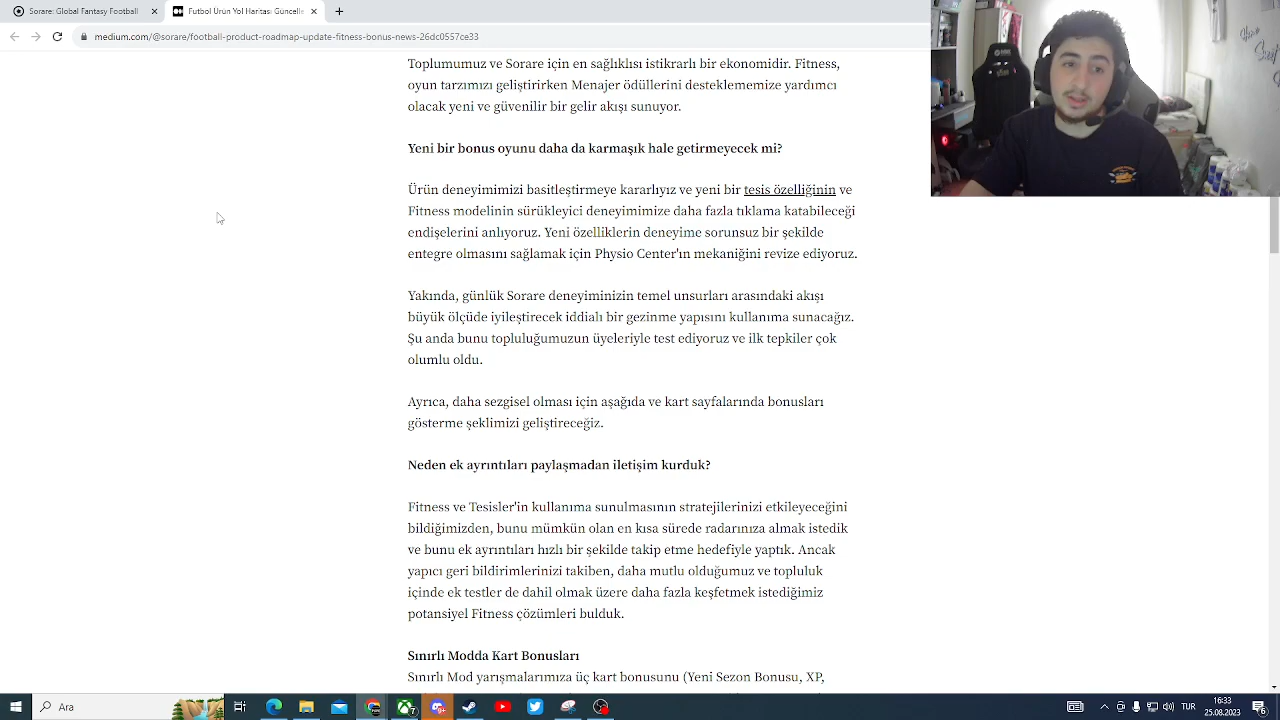 Sorare: Global Fantasy Football
Futbol Ürün Yol Haritası Güncelle
medium.com/@sorare/football-product-roadmap-update-fitness-bonus-news-26dc0557ce33
Toplumumuz ve Sorare için en sağlıklısı istikrarlı bir ekonomidir. Fitness,
oyun tarzımızı geliştirirken Menajer ödüllerini desteklememize yardımcı
olacak yeni ve güvenilir bir gelir akışı sunuyor.
Yeni bir bonus oyunu daha da karmaşık hale getirmeyecek mi?
Ürün deneyimimizi basitleştirmeye kararlıyız ve yeni bir tesis özelliğinin ve
Fitness modelinin sürükleyici deneyimimize daha fazla tıklama katabileceği
endişelerini anlıyoruz. Yeni özelliklerin deneyime sorunsuz bir şekilde
entegre olmasını sağlamak için Physio Center'ın mekaniğini revize ediyoruz.
Yakında, günlük Sorare deneyiminizin temel unsurları arasındaki akışı
büyük ölçüde iyileştirecek iddialı bir gezinme yapısını kullanıma sunacağız.
Şu anda bunu topluluğumuzun üyeleriyle test ediyoruz ve ilk tepkiler çok
olumlu oldu.
Ayrıca, daha sezgisel olması için aşağıda ve kart sayfalarında bonusları
gösterme şeklimizi geliştireceğiz.
Neden ek ayrıntıları paylaşmadan iletişim kurduk?
Fitness ve Tesisler'in kullanıma sunulmasının stratejilerinizi etkileyeceğini
bildiğimizden, bunu mümkün olan en kısa sürede radarınıza almak istedik
ve bunu ek ayrıntıları hızlı bir şekilde takip etme hedefiyle yaptık. Ancak
yapıcı geri bildirimlerinizi takiben, daha mutlu olduğumuz ve topluluk
içinde ek testler de dahil olmak üzere daha fazla keşfetmek istediğimiz
potansiyel Fitness çözümleri bulduk.
Sınırlı Modda Kart Bonusları
Sınırlı Mod yarışmalarımıza üç kart bonusunu (Yeni Sezon Bonusu, XP,
Ara
TUR
16:33
25.08.2023